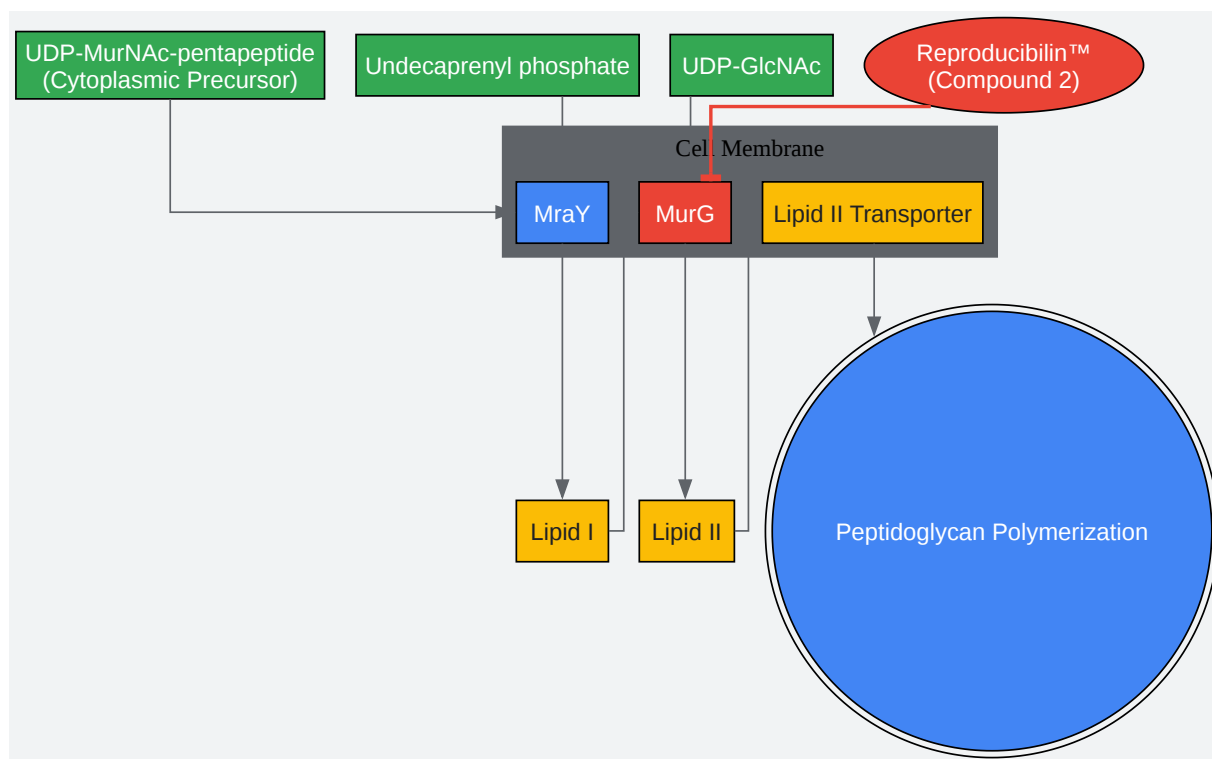 UDP-MurNAc-pentapeptide
(Cytoplasmic Precursor)
Undecaprenyl phosphate
UDP-GlcNAc
Reproducibilin™
(Compound 2)
Cell Membrane
MraY
MurG
Lipid II Transporter
Lipid I
Lipid II
Peptidoglycan Polymerization